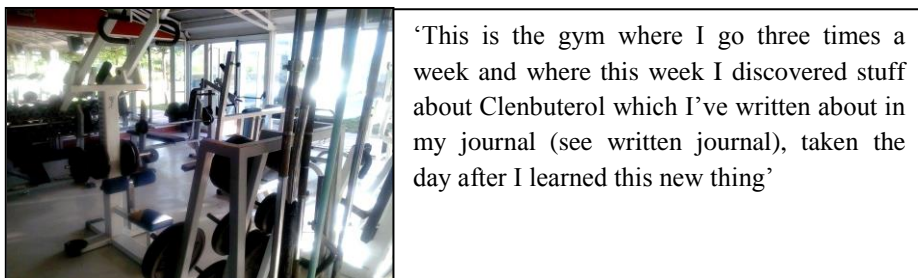 ‘This is the gym where I go three times a
week and where this week I discovered stuff
about Clenbuterol which I’ve written about in
my journal (see written journal), taken the
day after I learned this new thing’